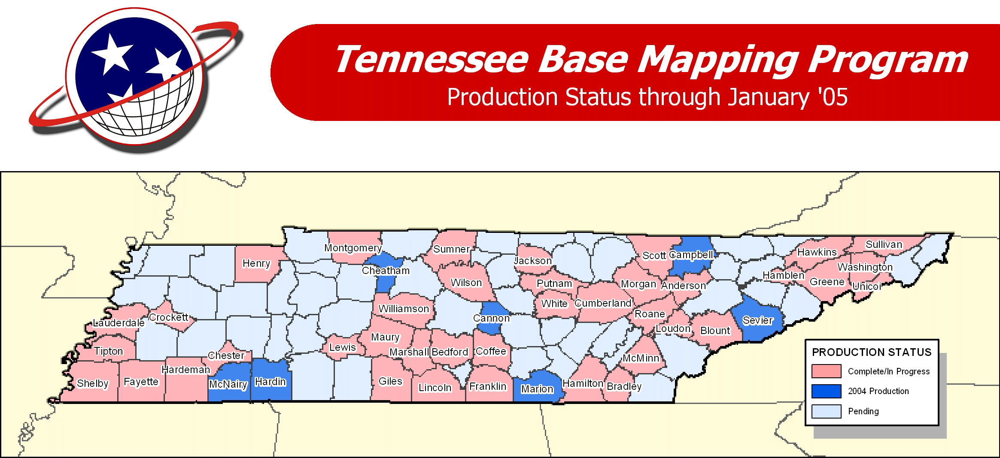 Tennessee Base Mapping Program
Production Status through January '05
Montgomery
Sumner
Henry
Jackson
Scott
Campbell
Hawkins
Sullivan
Cheatham
Wilson
Putnam
Morgan
Anderson
Hamblen
Washington
Greene
Unicoi
Williamson
White
Cumberland
Roane
Lauderdale
Crockett
Cannon
Loudon
Blount
Sevier
Tipton
Chester
Lewis
Maury
Marshall
Bedford
Coffee
McMinn
Shelby
Fayette
Hardeman
McNairy
Hardin
Giles
Lincoln
Franklin
Marion
Hamilton
Bradley
PRODUCTION STATUS
Complete/In Progress
2004 Production
Pending